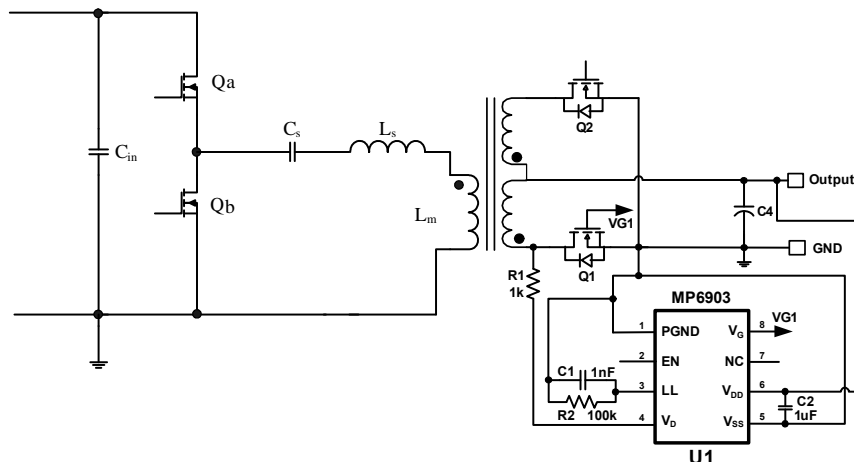 Qa
Q2
Cs
Ls
Cin
Output
Qb
Lm
C4
VG1
GND
Q1
R1
1k
MP6903
1 PGND
VG 8
VG1
2 EN
NC 7
C1 1nF
3 LL
VDD 6
C2
1uF
R2 100k
4 VD
VSS 5
U1